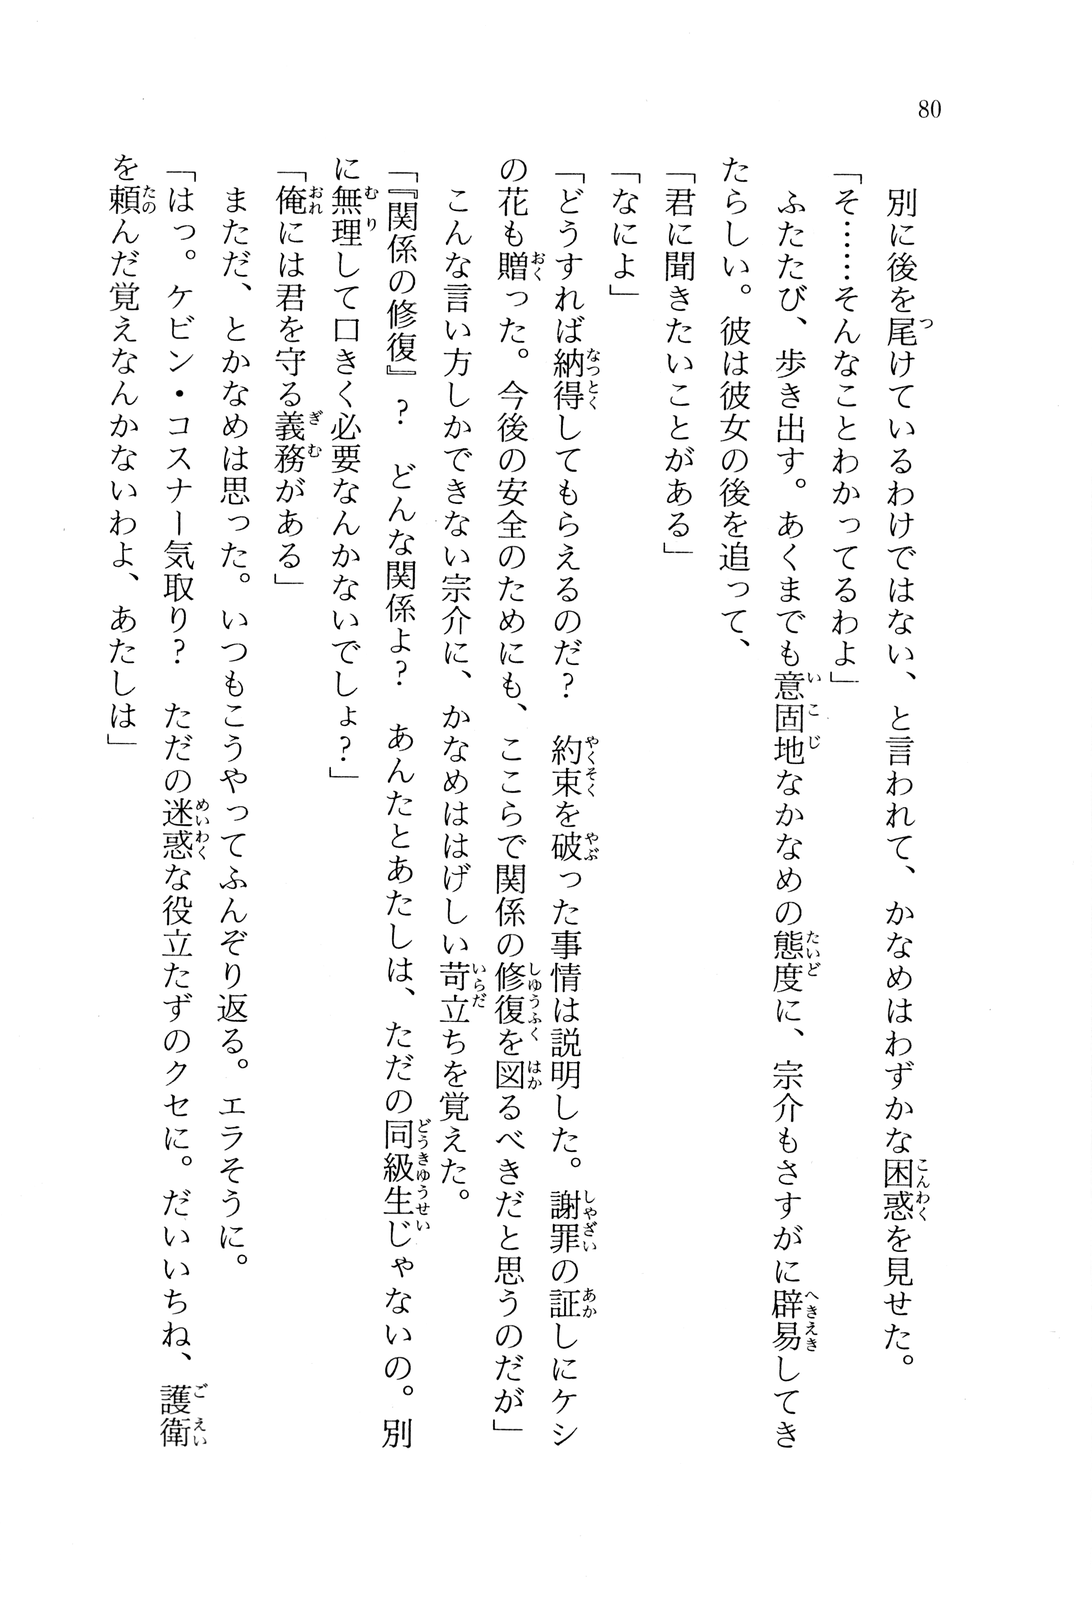 80
別に後を尾けているわけではない、と言われて、かなめはわずかな困惑を見せた。
「そ……そんなことわかってるわよ」
ふたたび、歩き出す。あくまでも意固地なかなめの態度に、宗介もさすがに辟易してき
たらしい。彼は彼女の後を追って、
「君に聞きたいことがある」
「なによ」
「どうすれば納得してもらえるのだ？　約束を破った事情は説明した。謝罪の証しにケシ
の花も贈った。今後の安全のためにも、ここらで関係の修復を図るべきだと思うのだが」
こんな言い方しかできない宗介に、かなめははげしい苛立ちを覚えた。
「『関係の修復』？　どんな関係よ？　あんたとあたしは、ただの同級生じゃないの。別
に無理して口きく必要なんかないでしょ？」
「俺には君を守る義務がある」
まただ、とかなめは思った。いつもこうやってふんぞり返る。エラそうに。
「はっ。ケビン・コスナー気取り？　ただの迷惑な役立たずのクセに。だいいちね、護衛
を頼んだ覚えなんかないわよ、あたしは」